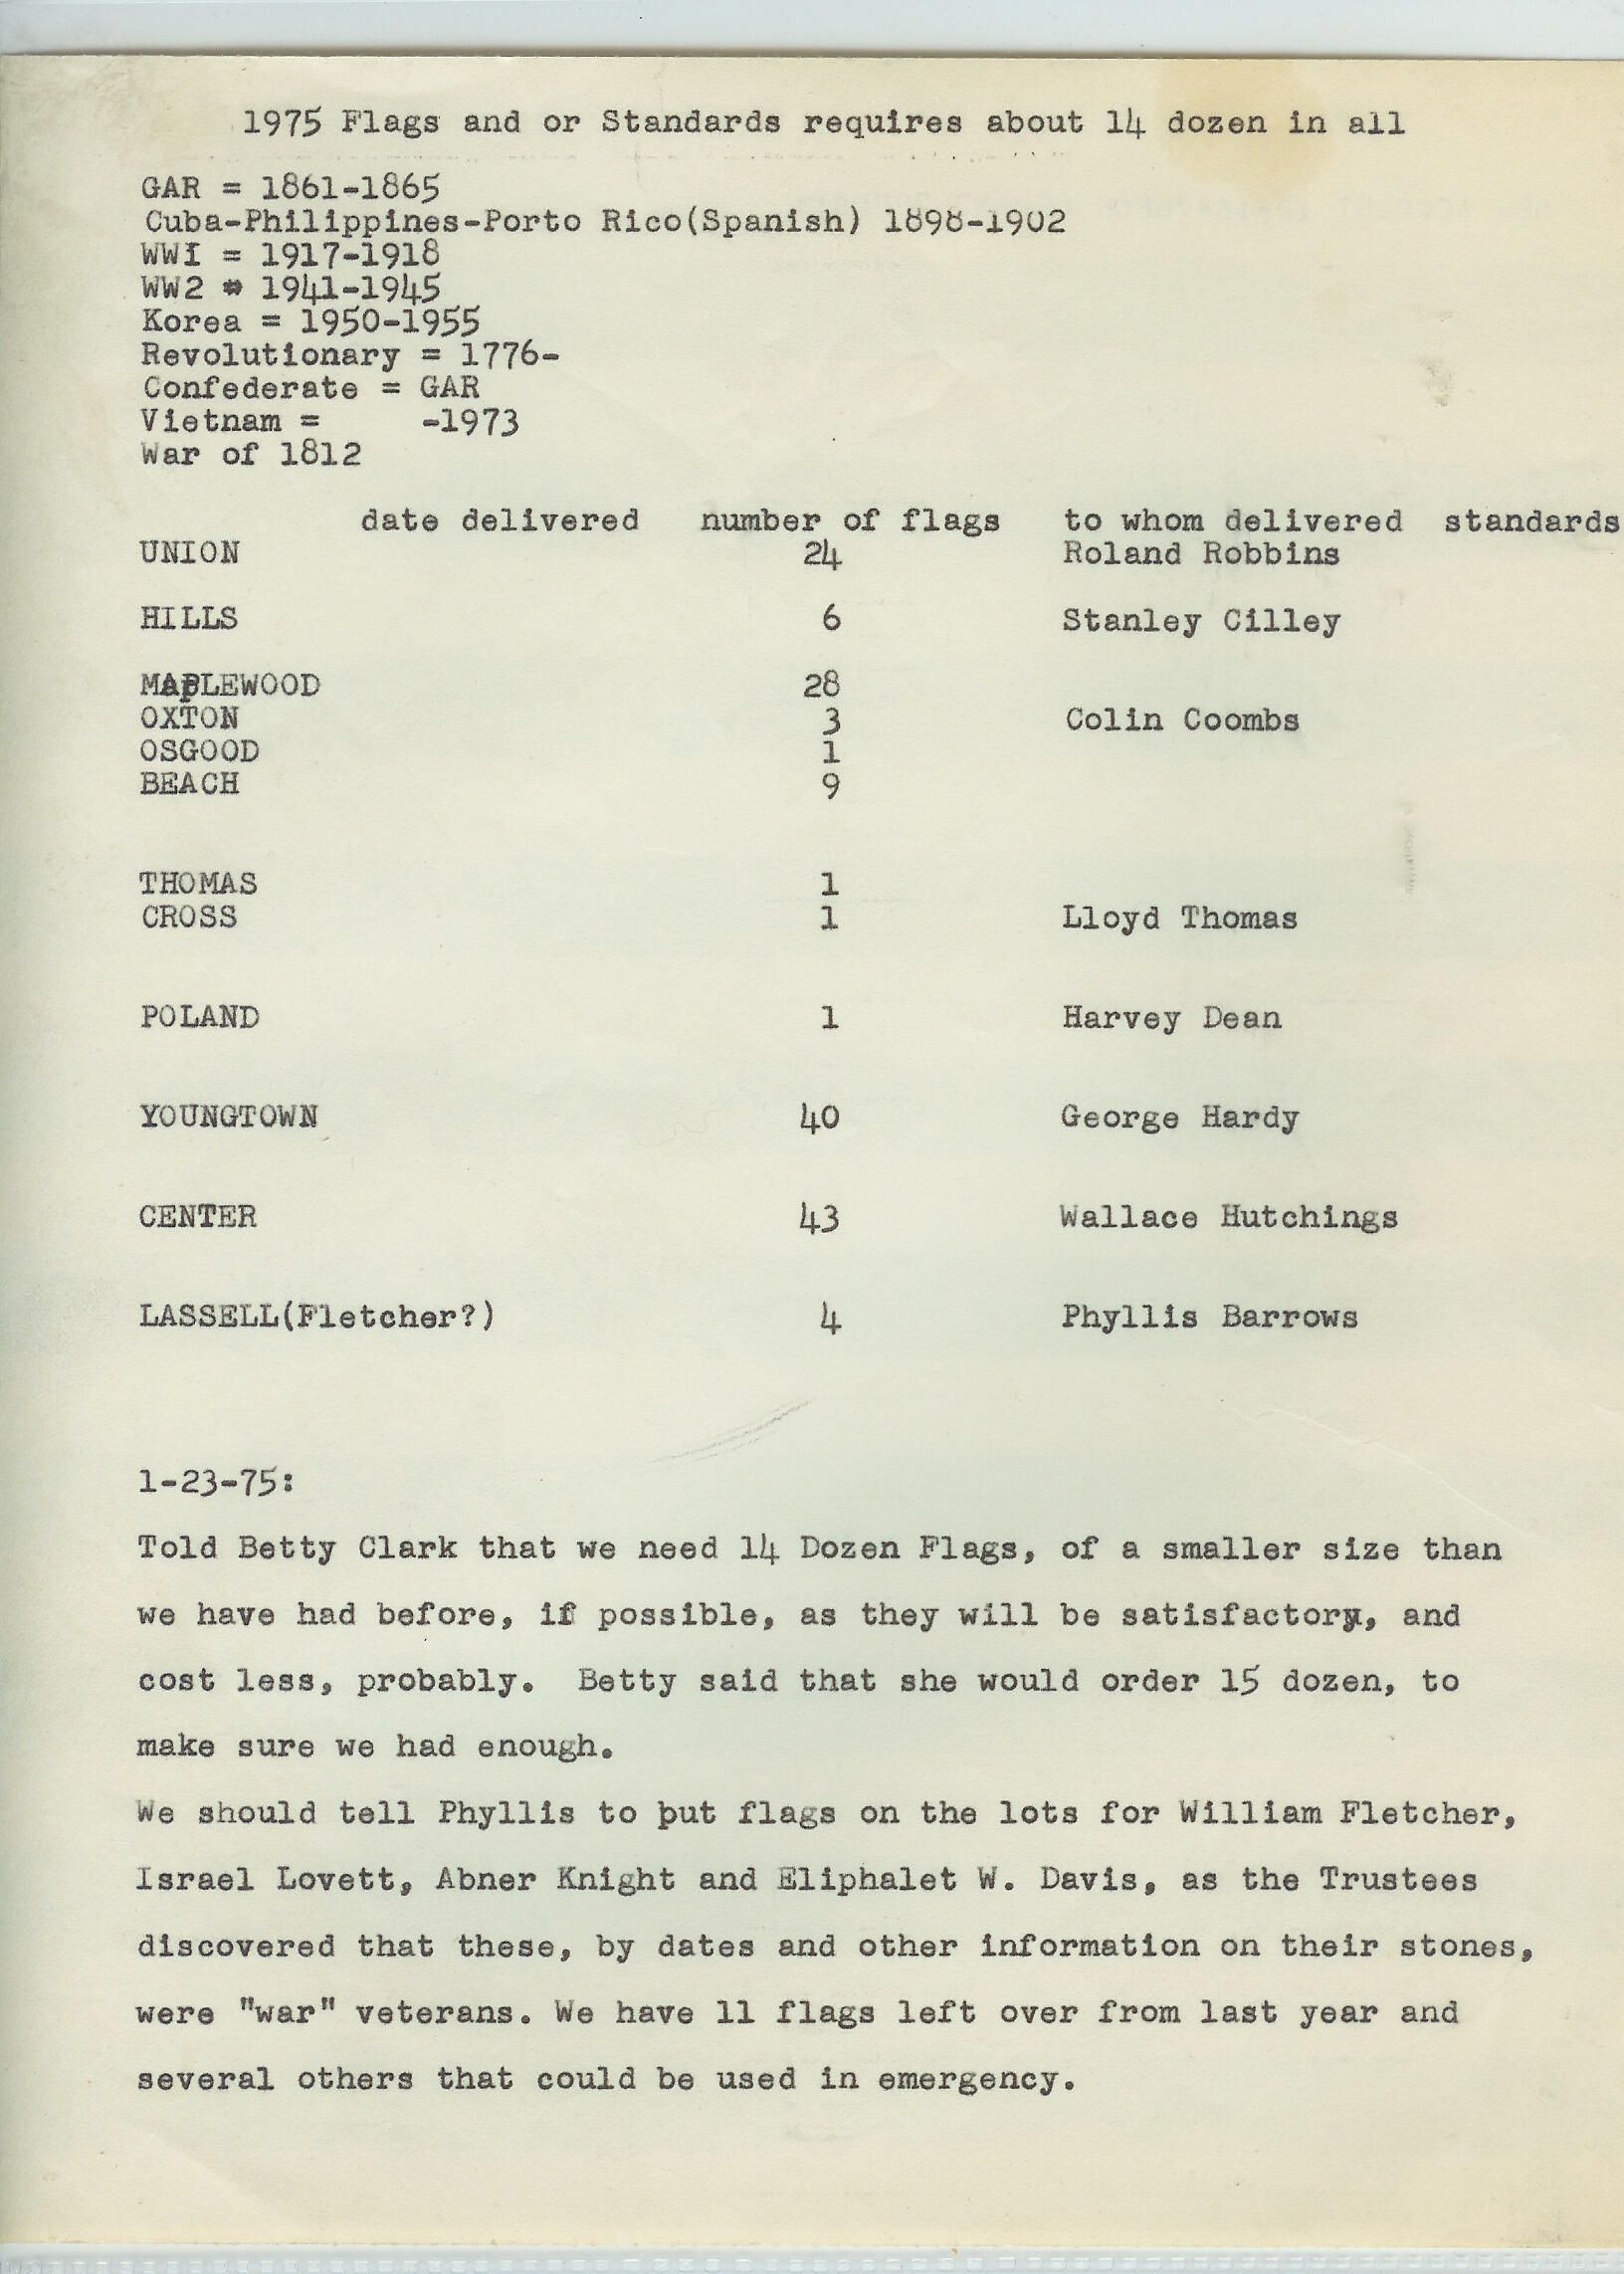 1975 Flags and or Standards requires about 14 dozen in all
GAR = 1861-1865
Cuba-Philippines-Porto Rico(Spanish) 1898-1902
WWI = 1917-1918
WW2 = 1941-1945
Korea = 1950-1955
Revolutionary = 1776-
Confederate = GAR
Vietnam = -1973
War of 1812
date delivered number of flags to whom delivered standards
UNION 24 Roland Robbins
HILLS 6 Stanley Cilley
MAPLEWOOD 28
OXTON 3 Colin Coombs
OSGOOD 1
BEACH 9
THOMAS 1
CROSS 1 Lloyd Thomas
POLAND 1 Harvey Dean
YOUNGTOWN 40 George Hardy
CENTER 43 Wallace Hutchings
LASSELL(Fletcher?) 4 Phyllis Barrows
1-23-75:
Told Betty Clark that we need 14 Dozen Flags, of a smaller size than
we have had before, if possible, as they will be satisfactory, and
cost less, probably. Betty said that she would order 15 dozen, to
make sure we had enough.
We should tell Phyllis to put flags on the lots for William Fletcher,
Israel Lovett, Abner Knight and Eliphalet W. Davis, as the Trustees
discovered that these, by dates and other information on their stones,
were "war" veterans. We have 11 flags left over from last year and
several others that could be used in emergency.